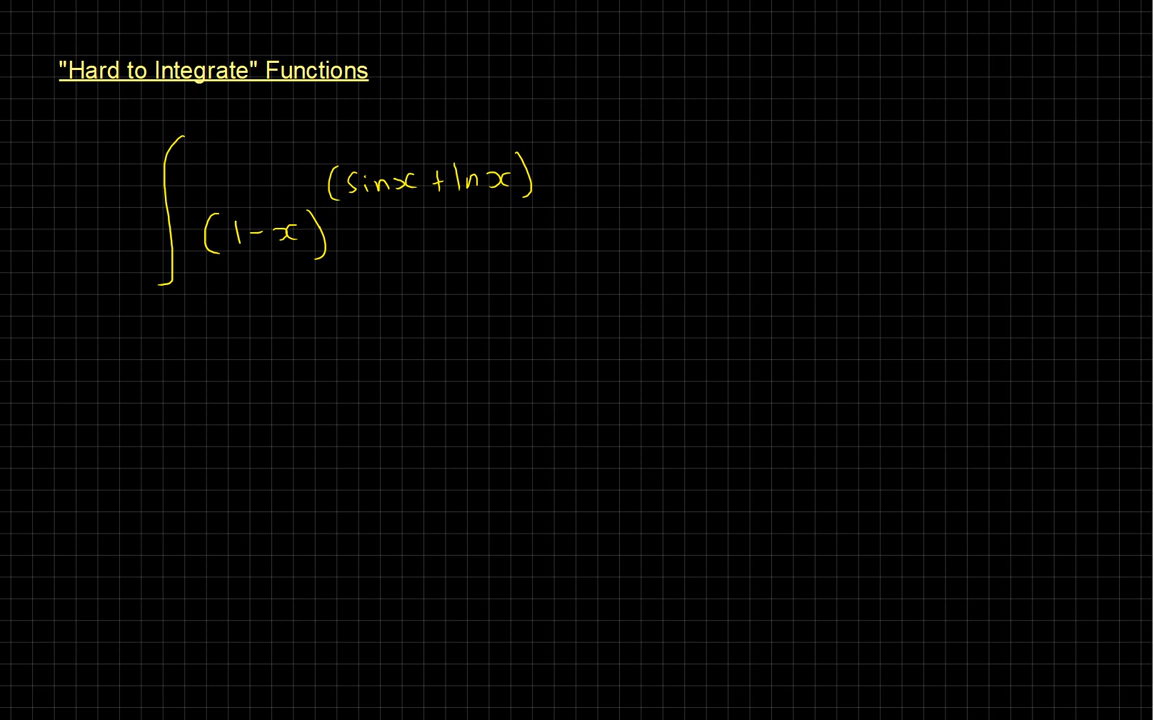 "Hard to Integrate" Functions
∫ (1-x)^(sinx+lnx)